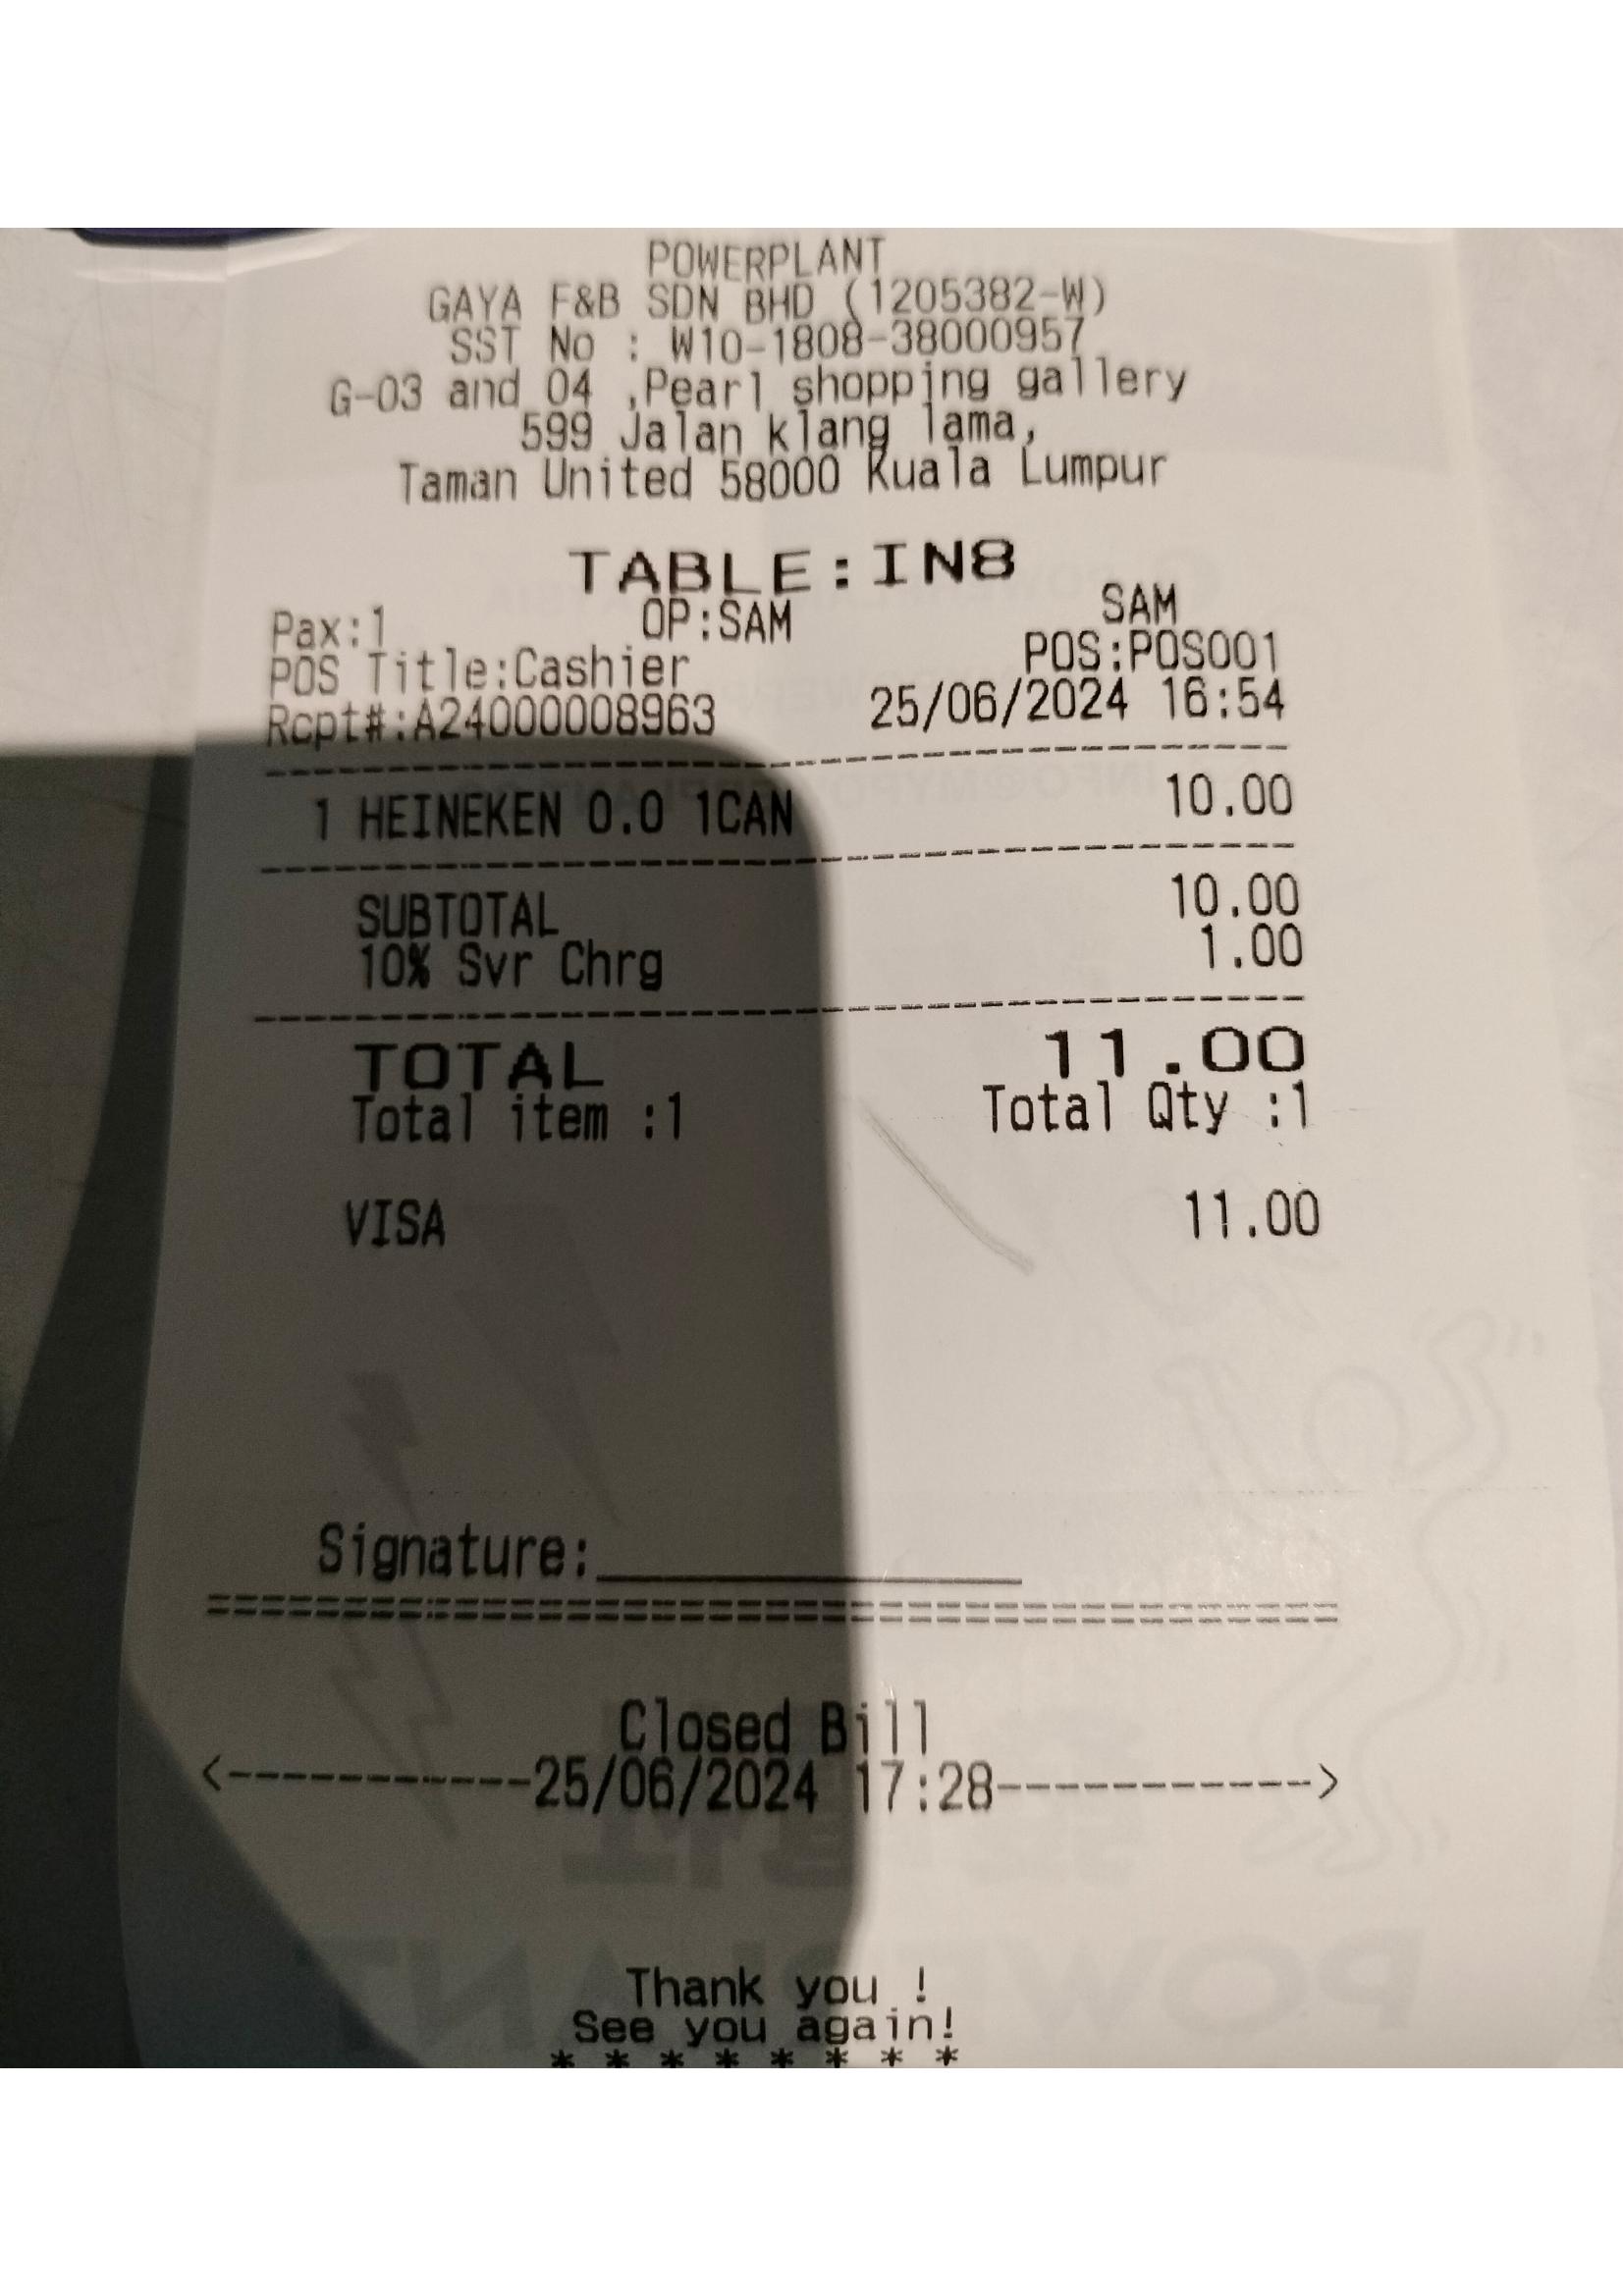 POWERPLANT
GAYA F&B SDN BHD (1205382-W)
SST No : W10-1808-38000957
G-03 and 04 ,Pearl shopping gallery
599 Jalan klang lama,
Taman United 58000 Kuala Lumpur
TABLE:IN8
Pax:1 OP:SAM SAM
POS Title:Cashier POS:POS001
Rcpt#:A24000008963 25/06/2024 16:54
1 HEINEKEN 0.0 1CAN 10.00
SUBTOTAL 10.00
10% Svr Chrg 1.00
TOTAL 11.00
Total item :1 Total Qty :1
VISA 11.00
Signature:
Closed Bill
<-----------25/06/2024 17:28----------->
Thank you !
See you again!
* * * * * * * *